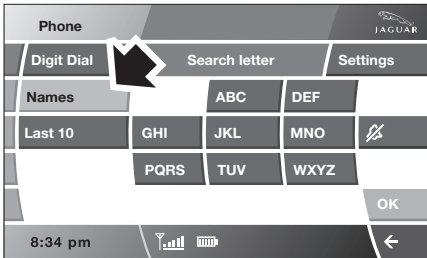 Phone
JAGUAR
Digit Dial Search letter Settings
Names ABC DEF
Last 10 GHI JKL MNO
PQRS TUV WXYZ
OK
8:34 pm